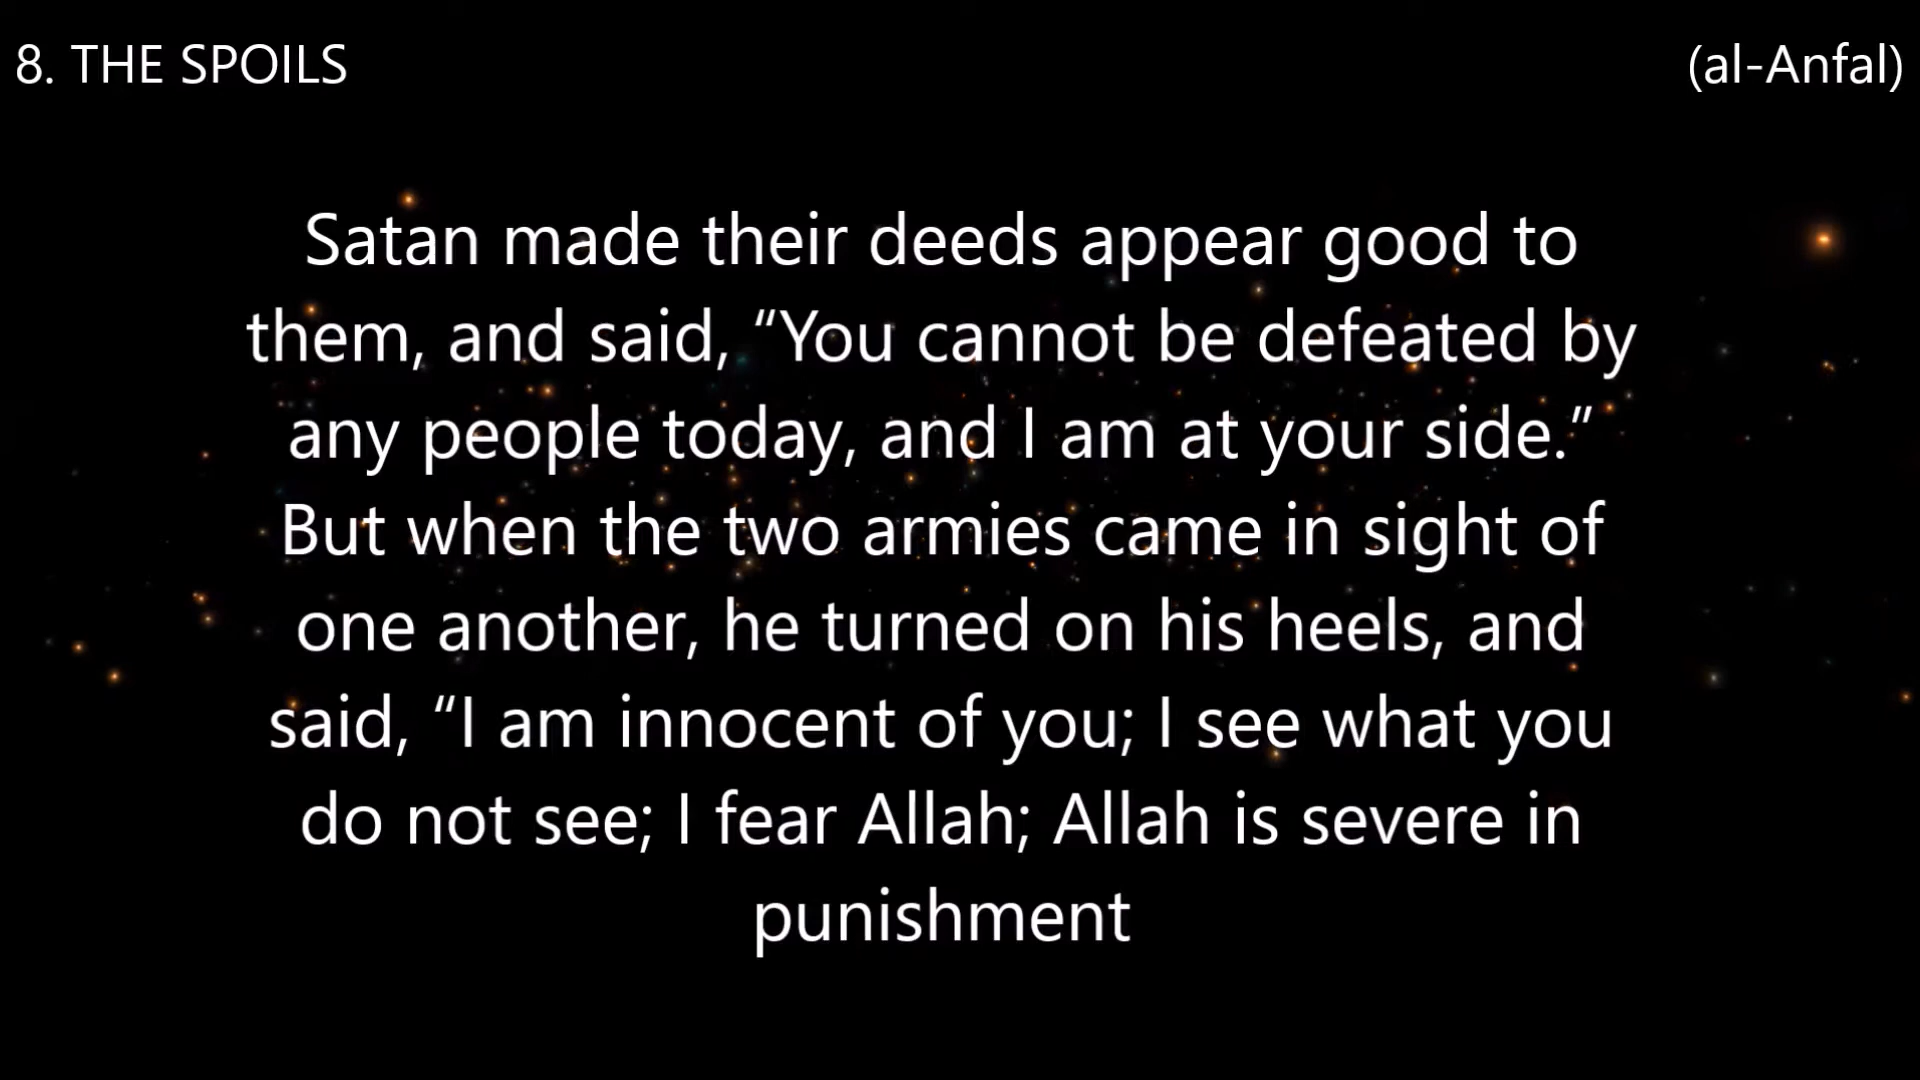 8. THE SPOILS (al-Anfal)
Satan made their deeds appear good to
them, and said, “You cannot be defeated by
any people today, and I am at your side.”
But when the two armies came in sight of
one another, he turned on his heels, and
said, “I am innocent of you; I see what you
do not see; I fear Allah; Allah is severe in
punishment